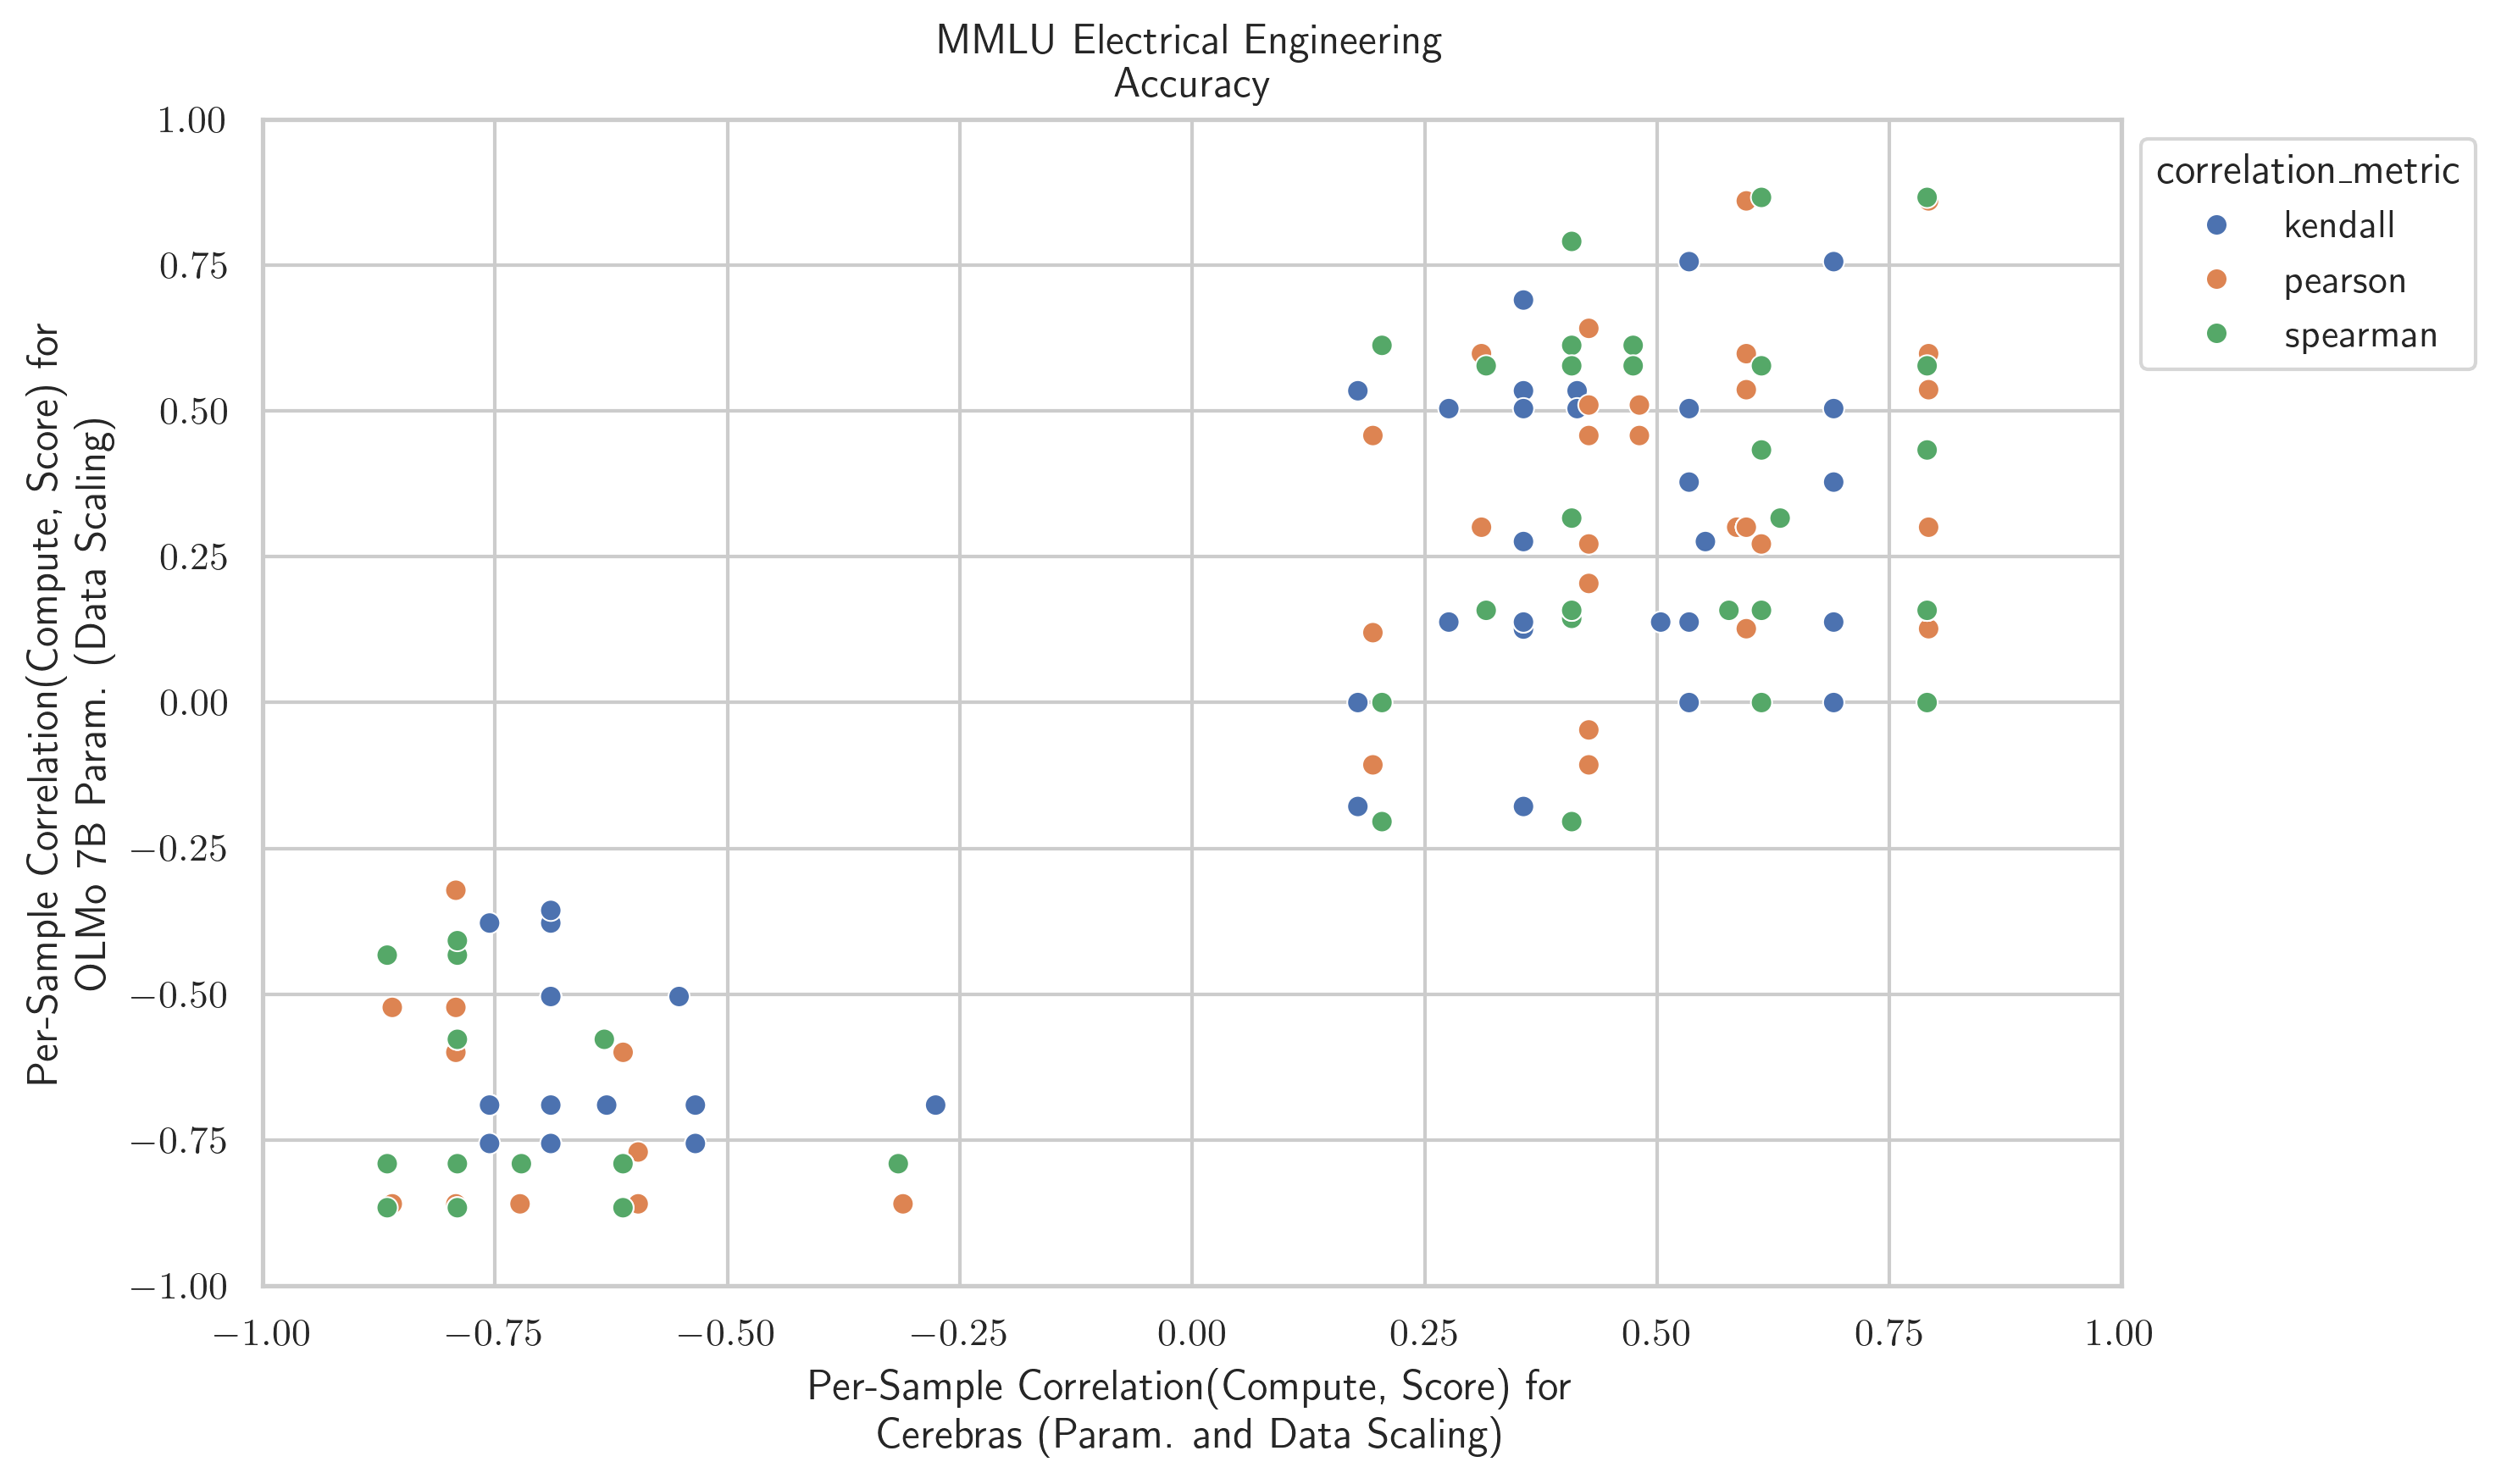 MMLU Electrical Engineering
Accuracy
1.00
0.75
0.50
0.25
0.00
−0.25
−0.50
−0.75
−1.00
Per-Sample Correlation(Compute, Score) for
OLMo 7B Param. (Data Scaling)
−1.00 −0.75 −0.50 −0.25 0.00 0.25 0.50 0.75 1.00
Per-Sample Correlation(Compute, Score) for
Cerebras (Param. and Data Scaling)
correlation_metric
kendall
pearson
spearman